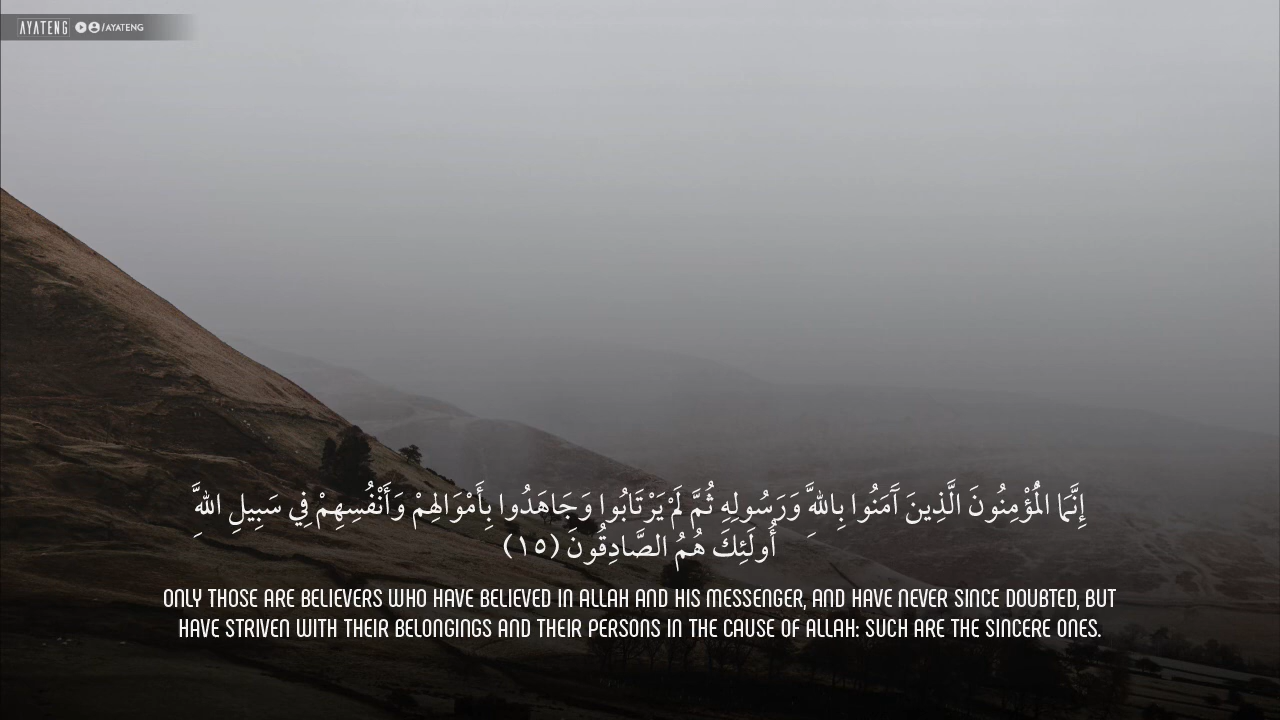 AYATENG /AYATENG
إِنَّمَا الْمُؤْمِنُونَ الَّذِينَ آَمَنُوا بِاللَّهِ وَرَسُولِهِ ثُمَّ لَمْ يَرْتَابُوا وَجَاهَدُوا بِأَمْوَالِهِمْ وَأَنْفُسِهِمْ فِي سَبِيلِ اللَّهِ
أُولَئِكَ هُمُ الصَّادِقُونَ (١٥)
ONLY THOSE ARE BELIEVERS WHO HAVE BELIEVED IN ALLAH AND HIS MESSENGER, AND HAVE NEVER SINCE DOUBTED, BUT
HAVE STRIVEN WITH THEIR BELONGINGS AND THEIR PERSONS IN THE CAUSE OF ALLAH: SUCH ARE THE SINCERE ONES.